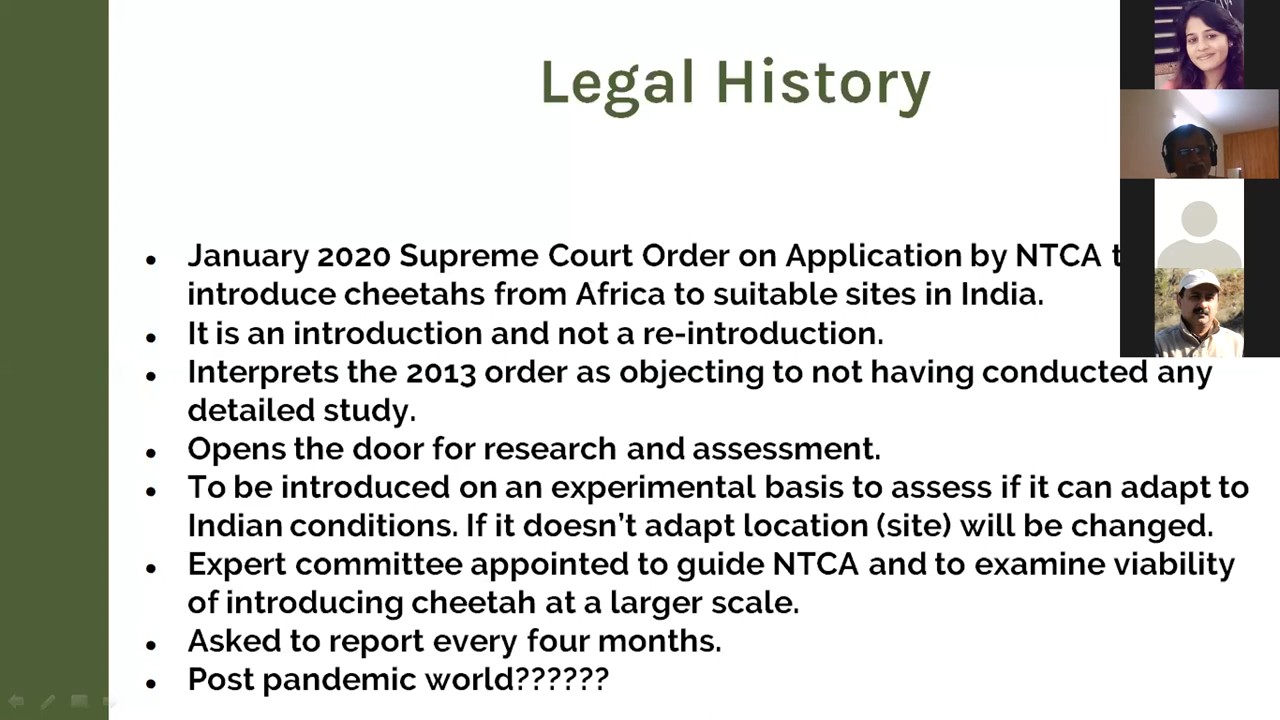 Legal History
• January 2020 Supreme Court Order on Application by NTCA t
introduce cheetahs from Africa to suitable sites in India.
• It is an introduction and not a re-introduction.
• Interprets the 2013 order as objecting to not having conducted any
detailed study.
• Opens the door for research and assessment.
• To be introduced on an experimental basis to assess if it can adapt to
Indian conditions. If it doesn’t adapt location (site) will be changed.
• Expert committee appointed to guide NTCA and to examine viability
of introducing cheetah at a larger scale.
• Asked to report every four months.
• Post pandemic world??????